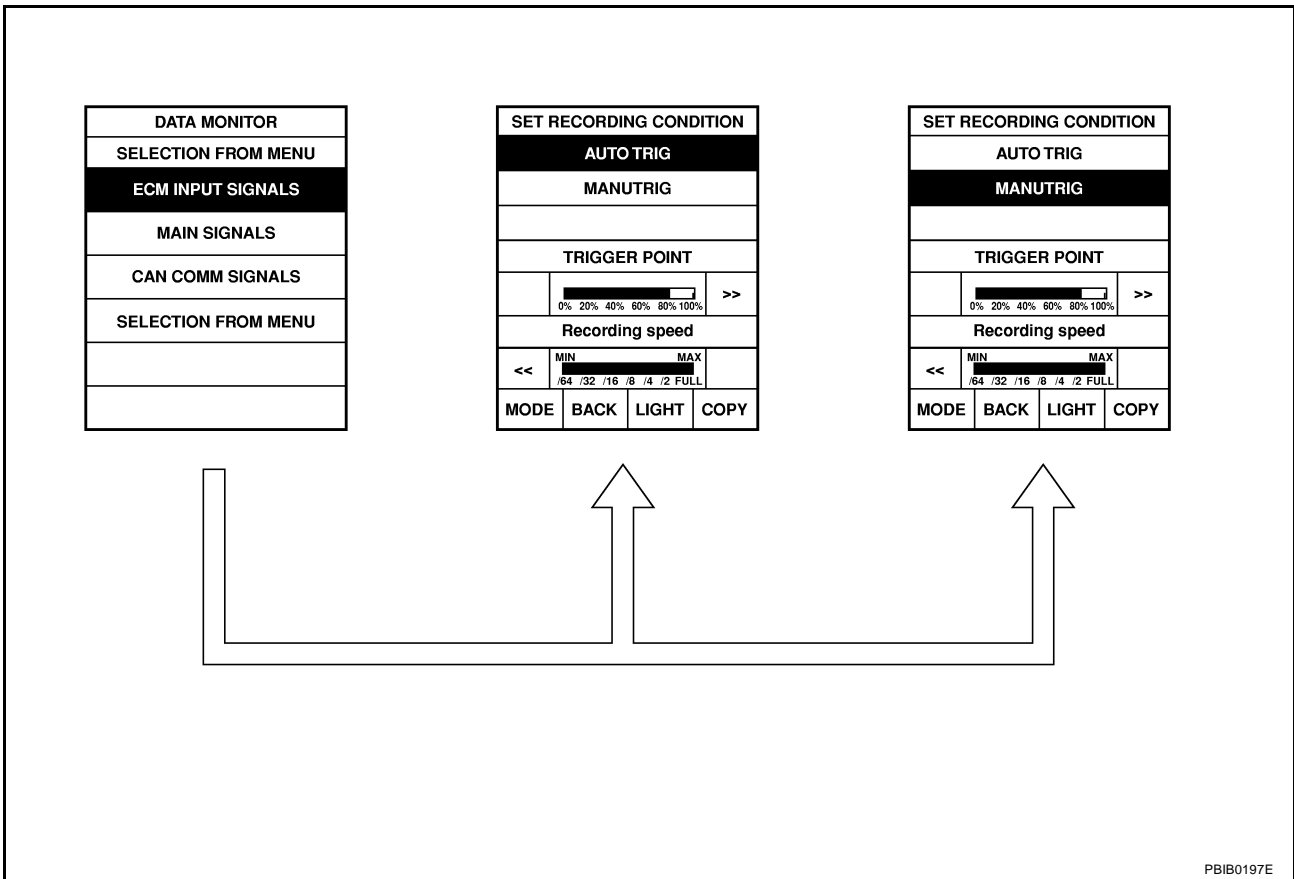 DATA MONITOR
SELECTION FROM MENU
ECM INPUT SIGNALS
MAIN SIGNALS
CAN COMM SIGNALS
SELECTION FROM MENU
SET RECORDING CONDITION
AUTO TRIG
MANUTRIG
TRIGGER POINT
>>
0% 20% 40% 60% 80% 100%
Recording speed
MIN MAX
<<
/64 /32 /16 /8 /4 /2 FULL
MODE BACK LIGHT COPY
SET RECORDING CONDITION
AUTO TRIG
MANUTRIG
TRIGGER POINT
>>
0% 20% 40% 60% 80% 100%
Recording speed
MIN MAX
<<
/64 /32 /16 /8 /4 /2 FULL
MODE BACK LIGHT COPY
PBIB0197E